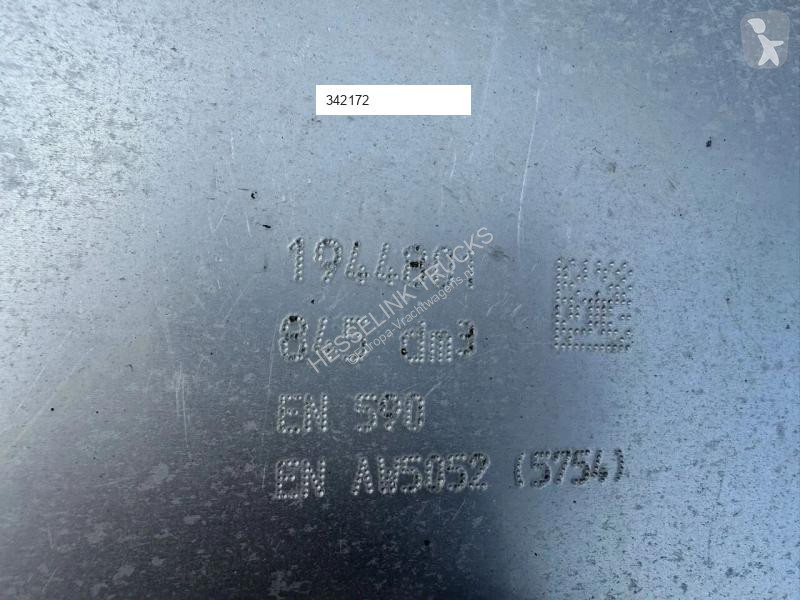 342172
1944801
845 dm3
EN 590
EN AW5052 (5754)
HESSELINK TRUCKS